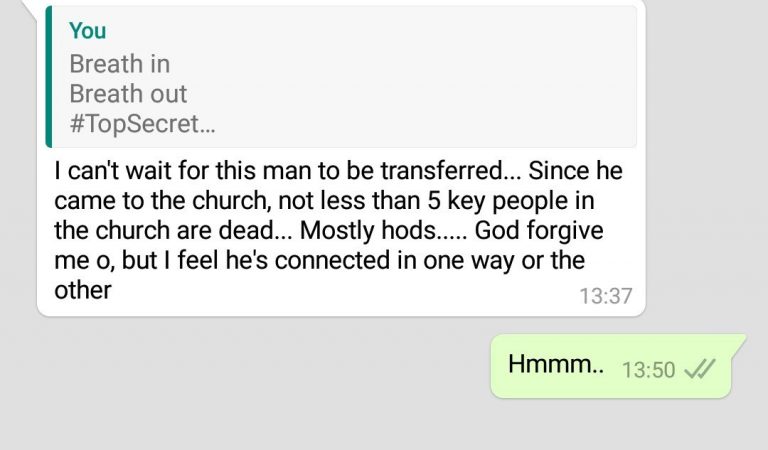 You
Breath in
Breath out
#TopSecret...
I can't wait for this man to be transferred... Since he
came to the church, not less than 5 key people in
the church are dead... Mostly hods..... God forgive
me o, but I feel he's connected in one way or the
other
13:37
Hmmm.. 13:50